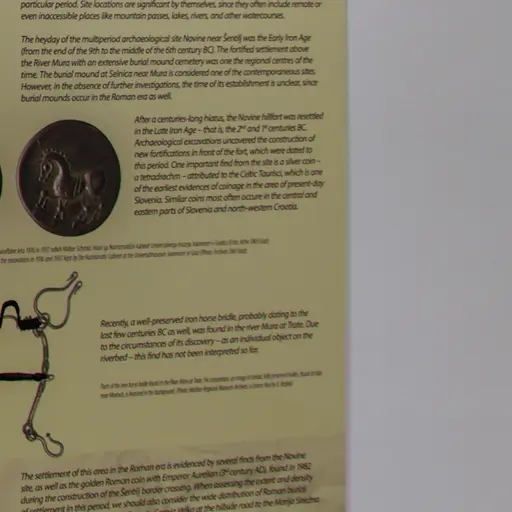 particular period. Site locations are significant by themselves, since they often include remote or
even inaccessible places like mountain passes, lakes, rivers, and other watercourses.
The heyday of the multiperiod archaeological site Novine near Šentilj was the Early Iron Age
(from the end of the 9th to the middle of the 6th century BC). The fortified settlement above
the River Mura with an extensive burial mound cemetery was one the regional centres of the
time. The burial mound at Selnica near Mura is considered one of the contemporaneous sites.
However, in the absence of further investigations, the time of its establishment is unclear, since
burial mounds occur in the Roman era as well.
After a centuries-long hiatus, the Novine hillfort was resettled
in the Late Iron Age – that is, the 2nd and 1st centuries BC.
Archaeological excavations uncovered the construction of
new fortifications in front of the fort, which were dated to
this period. One important find from the site is a silver coin –
a tetradrachm – attributed to the Celtic Taurisci, which is one
of the earliest evidences of coinage in the area of present-day
Slovenia. Similar coins most often occure in the central and
eastern parts of Slovenia and north-western Croatia.
Recently, a well-preserved iron horse bridle, probably dating to the
last few centuries BC as well, was found in the river Mura at Trate. Due
to the circumstances of its discovery – as an individual object on the
riverbed – this find has not been interpreted so far.
The settlement of this area in the Roman era is evidenced by several finds from the Novine
site, as well as the golden Roman coin with Emperor Aurelian (3rd century AD), found in 1982
during the construction of the Šentilj border crossing. When assessing the extent and density
of settlement in this period, we should also consider the wide distribution of Roman burial
at the hillside road to the Marija Snežna